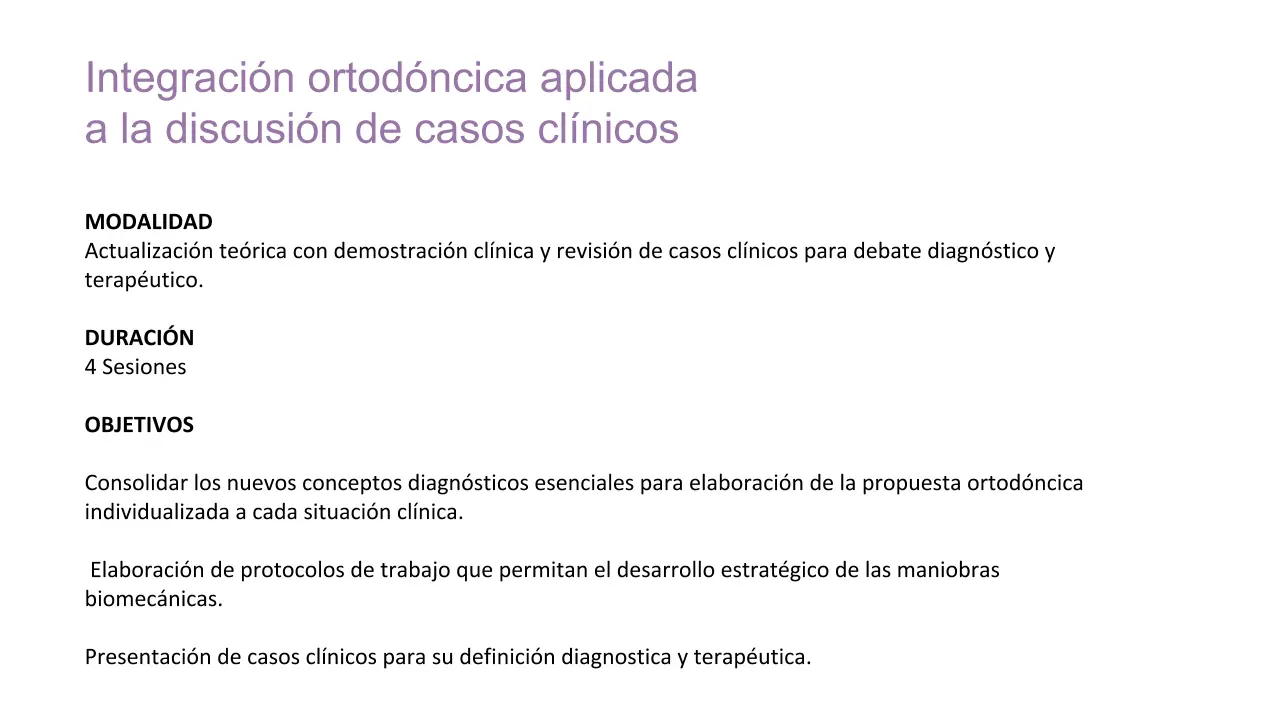 Integración ortodóncica aplicada
a la discusión de casos clínicos
MODALIDAD
Actualización teórica con demostración clínica y revisión de casos clínicos para debate diagnóstico y
terapéutico.
DURACIÓN
4 Sesiones
OBJETIVOS
Consolidar los nuevos conceptos diagnósticos esenciales para elaboración de la propuesta ortodóncica
individualizada a cada situación clínica.
Elaboración de protocolos de trabajo que permitan el desarrollo estratégico de las maniobras
biomecánicas.
Presentación de casos clínicos para su definición diagnostica y terapéutica.